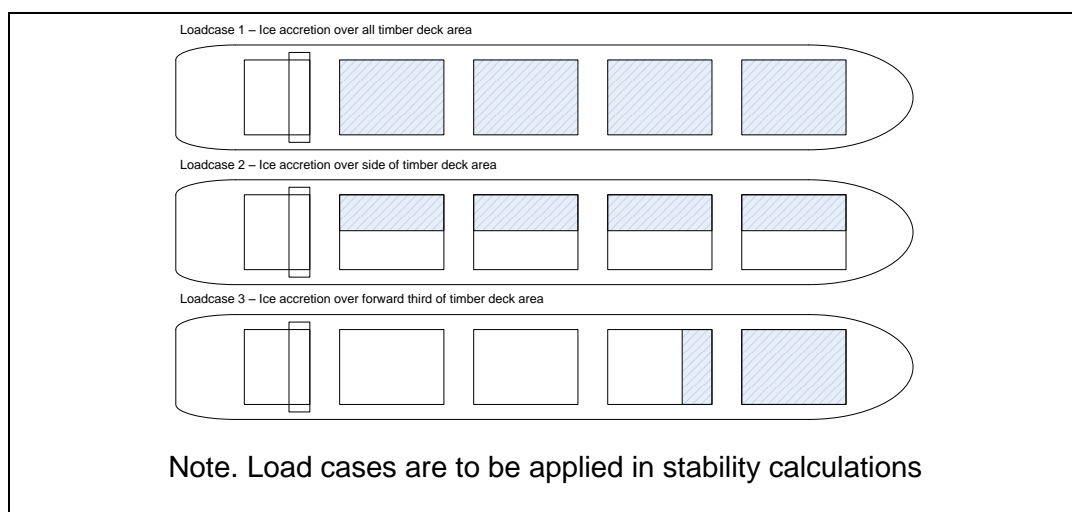 Loadcase 1 – Ice accretion over all timber deck area
Loadcase 2 – Ice accretion over side of timber deck area
Loadcase 3 – Ice accretion over forward third of timber deck area
Note. Load cases are to be applied in stability calculations